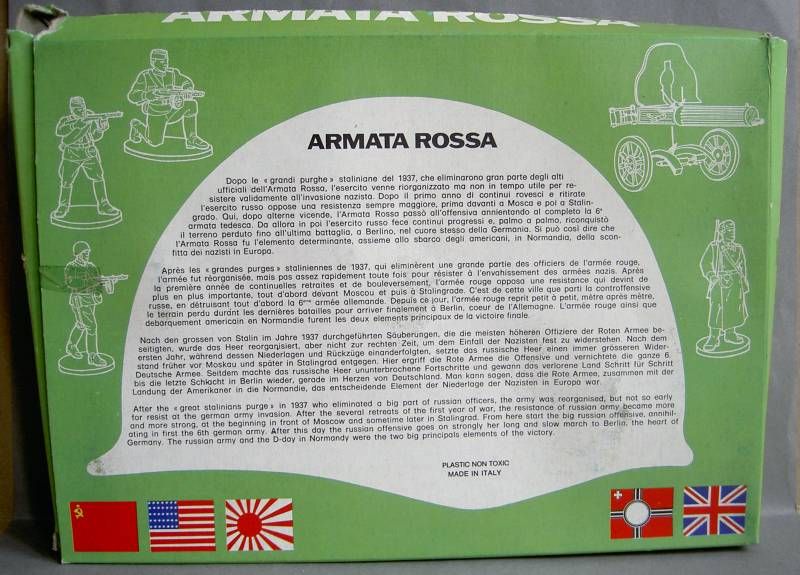 ARMATA ROSSA
ARMATA ROSSA
Dopo le « grandi purghe » staliniane del 1937, che eliminarono gran parte degli alti
ufficiali dell'Armata Rossa, l'esercito venne riorganizzato ma non in tempo utile per re-
sistere validamente all'invasione nazista. Dopo il primo anno di continui rovesci e ritirate
l'esercito russo oppose una resistenza sempre maggiore, prima davanti a Mosca e poi a Stalin-
grado. Qui, dopo alterne vicende, l'Armata Rossa passò all'offensiva annientando al completo la 6ª
armata tedesca. Da allora in poi l'esercito russo fece continui progressi e, palmo a palmo, riconquistò
il terreno perduto fino all'ultima battaglia, a Berlino, nel cuore stesso della Germania. Si può così dire che
l'Armata Rossa fu l'elemento determinante, assieme allo sbarco degli americani, in Normandia, della scon-
fitta dei nazisti in Europa.
Après les « grandes purges » staliniennes de 1937, qui eliminèrent une grande partie des officiers de l'armée rouge,
l'armée fut réorganisée, mais pas assez rapidement toute fois pour résister à l'envahissement des armées nazis. Après
la première année de continuelles retraites et de bouleversement, l'armée rouge opposa une resistance qui devint de
plus en plus importante, tout d'abord devant Moscou et puis à Stalingrade. C'est de cette ville que parti la controffensive
russe, en détruisant tout d'abord la 6ème armée allemande. Depuis ce jour, l'armée rouge reprit petit à petit, mètre après mètre,
le terrain perdu durant les dernières batailles pour arriver finalement à Berlin, coeur de l'Allemagne. L'armée rouge ainsi que
debarquement americain en Normandie furent les deux elements principaux de la victoire finale.
Nach den grossen von Stalin im Jahre 1937 durchgeführten Säuberungen, die die meisten höheren Offiziere der Roten Armee be-
seitigten, wurde das Heer reorganisiert, aber nicht zur rechten Zeit, um dem Einfall der Nazisten fest zu widerstehen. Nach dem
ersten Jahr, während dessen Niederlagen und Rückzüge einanderfolgten, setzte das russische Heer einen immer grösseren Wider-
stand früher vor Moskau und später in Stalingrad entgegen. Hier ergriff die Rote Armee die Offensive und vernichtete die ganze 6.
Deutsche Armee. Seitdem machte das russische Heer ununterbrochene Fortschritte und gewann das verlorene Land Schritt für Schritt
bis die letzte Schlacht in Berlin wieder, gerade im Herzen von Deutschland. Man kann sagen, dass die Rote Armee, zusammen mit der
Landung der Amerikaner in die Normandie, das entscheidende Element der Niederlage der Nazisten in Europa war.
After the «great stalinions purge» in 1937 who eliminated a big part of russian officers, the army was reorganised, but not so early
for resist at the german army invasion. After the several retreats of the first year of war, the resistance of russian army became more
and more strong, at the beginning in front of Moscow and sometime later in Stalingrad. From here start the big russian offensive, annihil-
ating in first the 6th german army. After this day the russian offensive goes on strongly her long and slow march to Berlin, the heart of
Germany. The russian army and the D-day in Normandy were the two big principals elements of the victory.
PLASTIC NON TOXIC
MADE IN ITALY